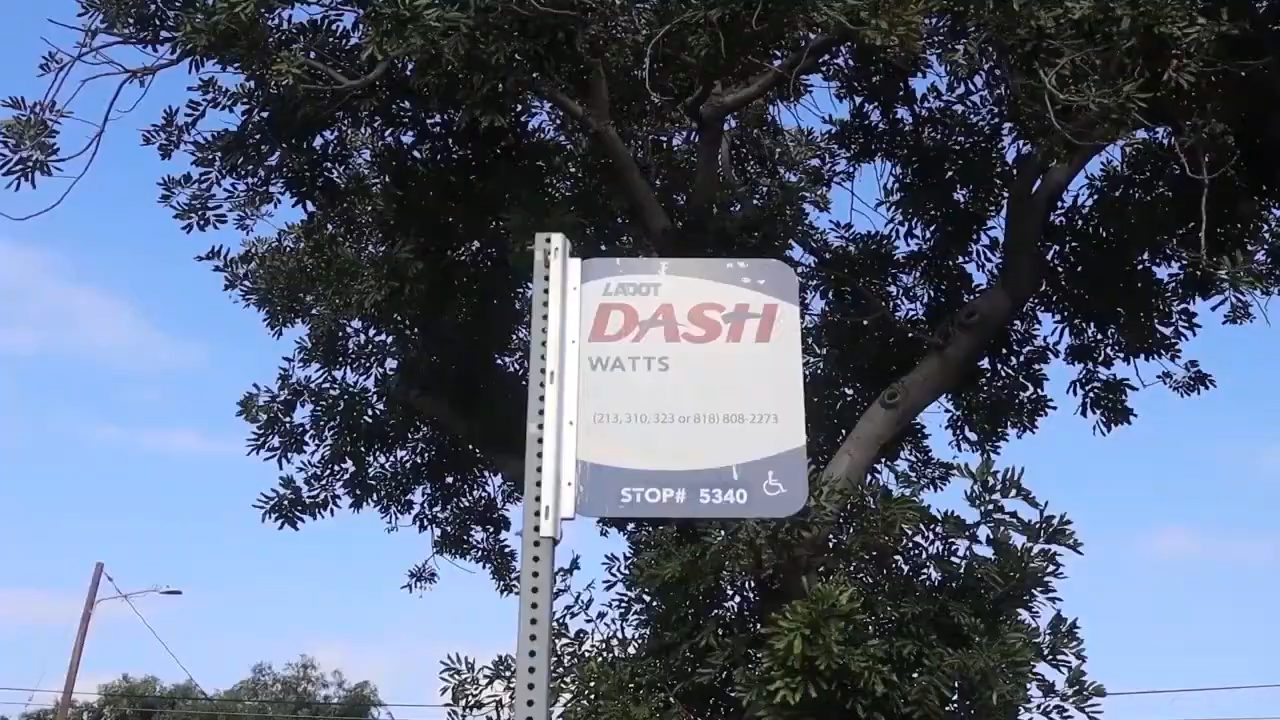 LADOT
DASH
WATTS
(213, 310, 323 or 818) 808-2273
STOP# 5340